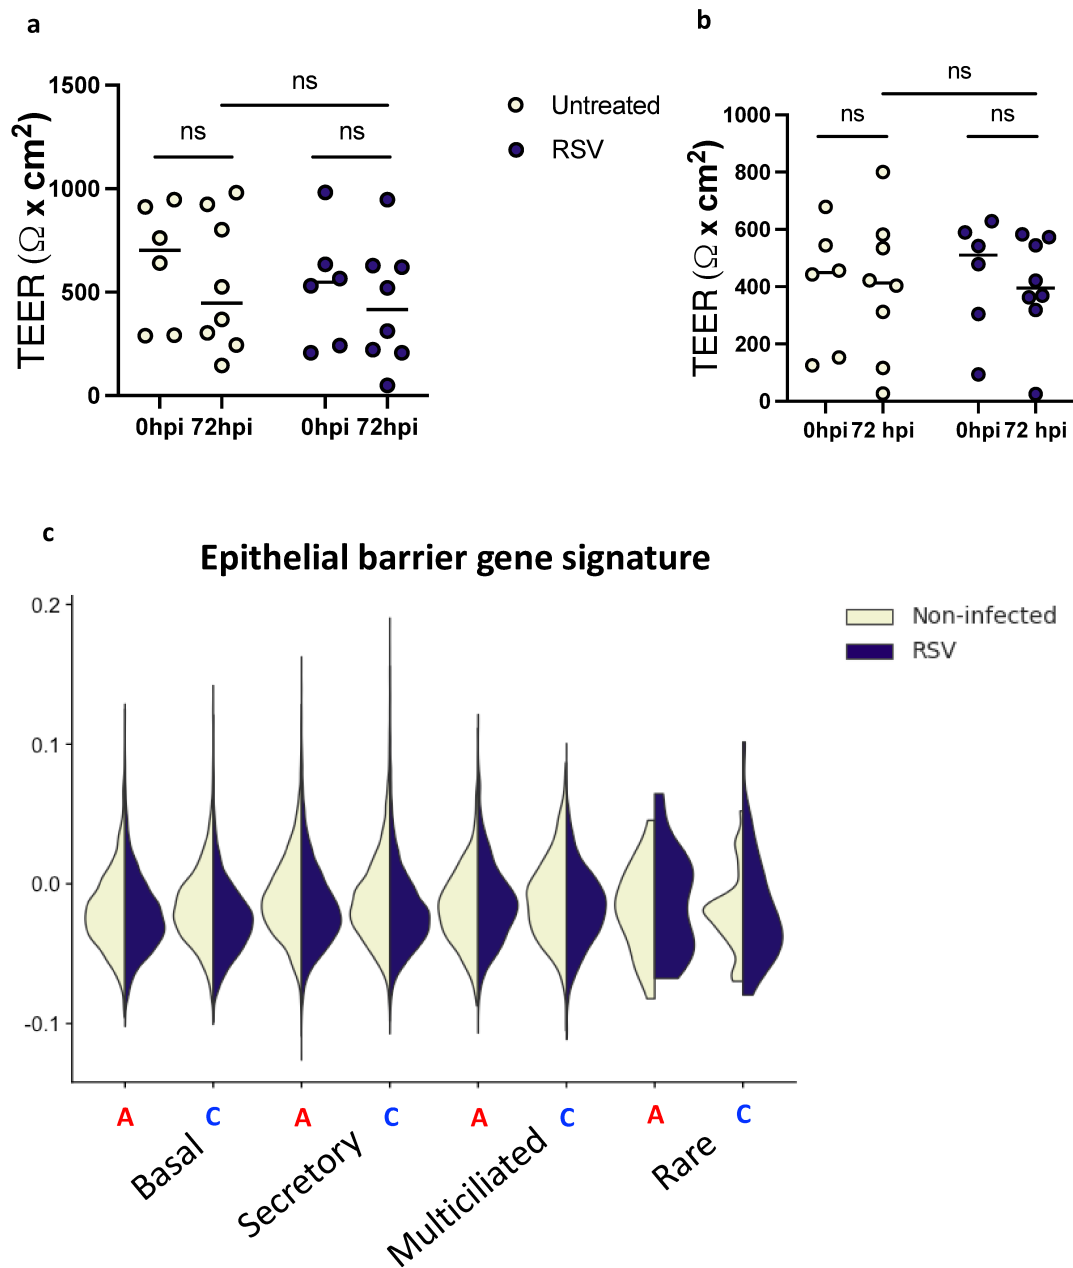 a
b
ns
ns
ns
Untreated
RSV
TEER (Ω x cm²)
1500
1000
500
0
0hpi 72hpi
0hpi 72hpi
ns
ns
ns
TEER (Ω x cm²)
1000
800
600
400
200
0
0hpi 72 hpi
0hpi 72 hpi
c
Epithelial barrier gene signature
Non-infected
RSV
0.2
0.1
0.0
-0.1
A C A C A C A C
Basal
Secretory
Multiciliated
Rare